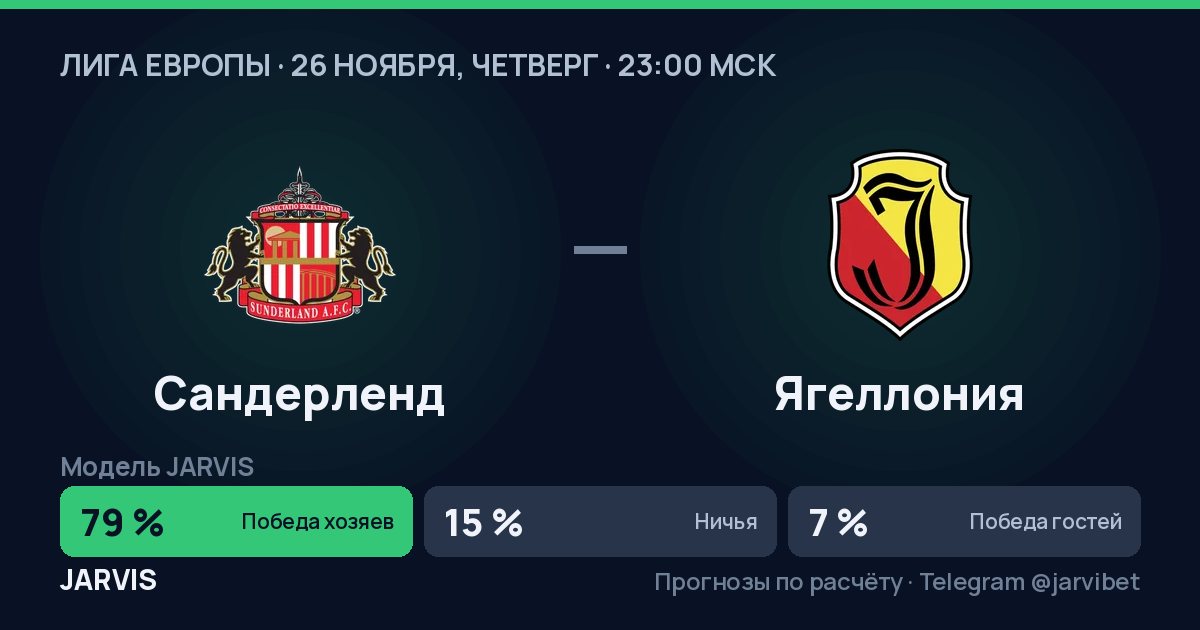 ЛИГА ЕВРОПЫ · 26 НОЯБРЯ, ЧЕТВЕРГ · 23:00 МСК
CONSECTATIO EXCELLENTIAE
SUNDERLAND A.F.C.
J
Сандерленд
Ягеллония
Модель JARVIS
79 % Победа хозяев
15 % Ничья
7 % Победа гостей
JARVIS
Прогнозы по расчёту · Telegram @jarvibet